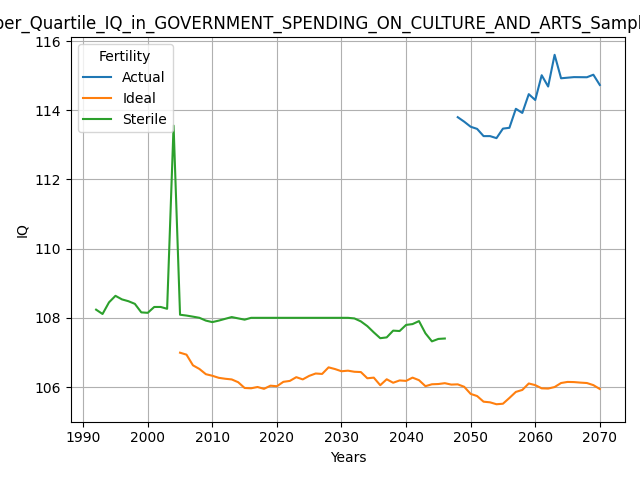 per_Quartile_IQ_in_GOVERNMENT_SPENDING_ON_CULTURE_AND_ARTS_Sampl
116
114
112
110
108
106
IQ
Fertility
Actual
Ideal
Sterile
1990 2000 2010 2020 2030 2040 2050 2060 2070
Years